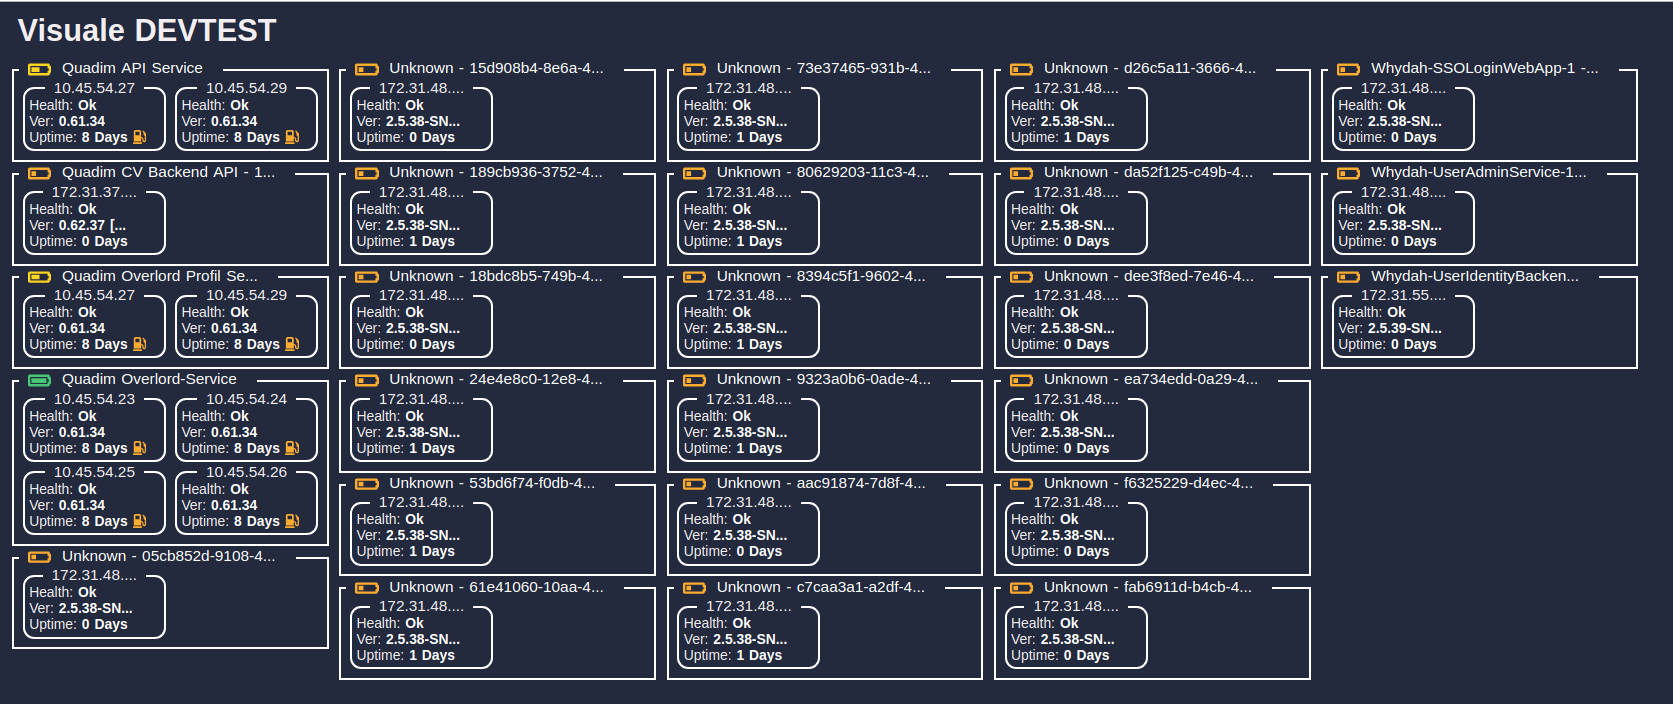 Visuale DEVTEST
Quadim API Service
10.45.54.27
Health: Ok
Ver: 0.61.34
Uptime: 8 Days
10.45.54.29
Health: Ok
Ver: 0.61.34
Uptime: 8 Days
Quadim CV Backend API - 1...
172.31.37....
Health: Ok
Ver: 0.62.37 [...
Uptime: 0 Days
Quadim Overlord Profil Se...
10.45.54.27
Health: Ok
Ver: 0.61.34
Uptime: 8 Days
10.45.54.29
Health: Ok
Ver: 0.61.34
Uptime: 8 Days
Quadim Overlord-Service
10.45.54.23
Health: Ok
Ver: 0.61.34
Uptime: 8 Days
10.45.54.24
Health: Ok
Ver: 0.61.34
Uptime: 8 Days
10.45.54.25
Health: Ok
Ver: 0.61.34
Uptime: 8 Days
10.45.54.26
Health: Ok
Ver: 0.61.34
Uptime: 8 Days
Unknown - 05cb852d-9108-4...
172.31.48....
Health: Ok
Ver: 2.5.38-SN...
Uptime: 0 Days
Unknown - 15d908b4-8e6a-4...
172.31.48....
Health: Ok
Ver: 2.5.38-SN...
Uptime: 0 Days
Unknown - 189cb936-3752-4...
172.31.48....
Health: Ok
Ver: 2.5.38-SN...
Uptime: 1 Days
Unknown - 18bdc8b5-749b-4...
172.31.48....
Health: Ok
Ver: 2.5.38-SN...
Uptime: 0 Days
Unknown - 24e4e8c0-12e8-4...
172.31.48....
Health: Ok
Ver: 2.5.38-SN...
Uptime: 1 Days
Unknown - 53bd6f74-f0db-4...
172.31.48....
Health: Ok
Ver: 2.5.38-SN...
Uptime: 1 Days
Unknown - 61e41060-10aa-4...
172.31.48....
Health: Ok
Ver: 2.5.38-SN...
Uptime: 1 Days
Unknown - 73e37465-931b-4...
172.31.48....
Health: Ok
Ver: 2.5.38-SN...
Uptime: 1 Days
Unknown - 80629203-11c3-4...
172.31.48....
Health: Ok
Ver: 2.5.38-SN...
Uptime: 1 Days
Unknown - 8394c5f1-9602-4...
172.31.48....
Health: Ok
Ver: 2.5.38-SN...
Uptime: 1 Days
Unknown - 9323a0b6-0ade-4...
172.31.48....
Health: Ok
Ver: 2.5.38-SN...
Uptime: 1 Days
Unknown - aac91874-7d8f-4...
172.31.48....
Health: Ok
Ver: 2.5.38-SN...
Uptime: 0 Days
Unknown - c7caa3a1-a2df-4...
172.31.48....
Health: Ok
Ver: 2.5.38-SN...
Uptime: 1 Days
Unknown - d26c5a11-3666-4...
172.31.48....
Health: Ok
Ver: 2.5.38-SN...
Uptime: 1 Days
Unknown - da52f125-c49b-4...
172.31.48....
Health: Ok
Ver: 2.5.38-SN...
Uptime: 0 Days
Unknown - dee3f8ed-7e46-4...
172.31.48....
Health: Ok
Ver: 2.5.38-SN...
Uptime: 0 Days
Unknown - ea734edd-0a29-4...
172.31.48....
Health: Ok
Ver: 2.5.38-SN...
Uptime: 0 Days
Unknown - f6325229-d4ec-4...
172.31.48....
Health: Ok
Ver: 2.5.38-SN...
Uptime: 0 Days
Unknown - fab6911d-b4cb-4...
172.31.48....
Health: Ok
Ver: 2.5.38-SN...
Uptime: 0 Days
Whydah-SSOLoginWebApp-1 -...
172.31.48....
Health: Ok
Ver: 2.5.38-SN...
Uptime: 0 Days
Whydah-UserAdminService-1...
172.31.48....
Health: Ok
Ver: 2.5.38-SN...
Uptime: 0 Days
Whydah-UserIdentityBacken...
172.31.55....
Health: Ok
Ver: 2.5.39-SN...
Uptime: 0 Days